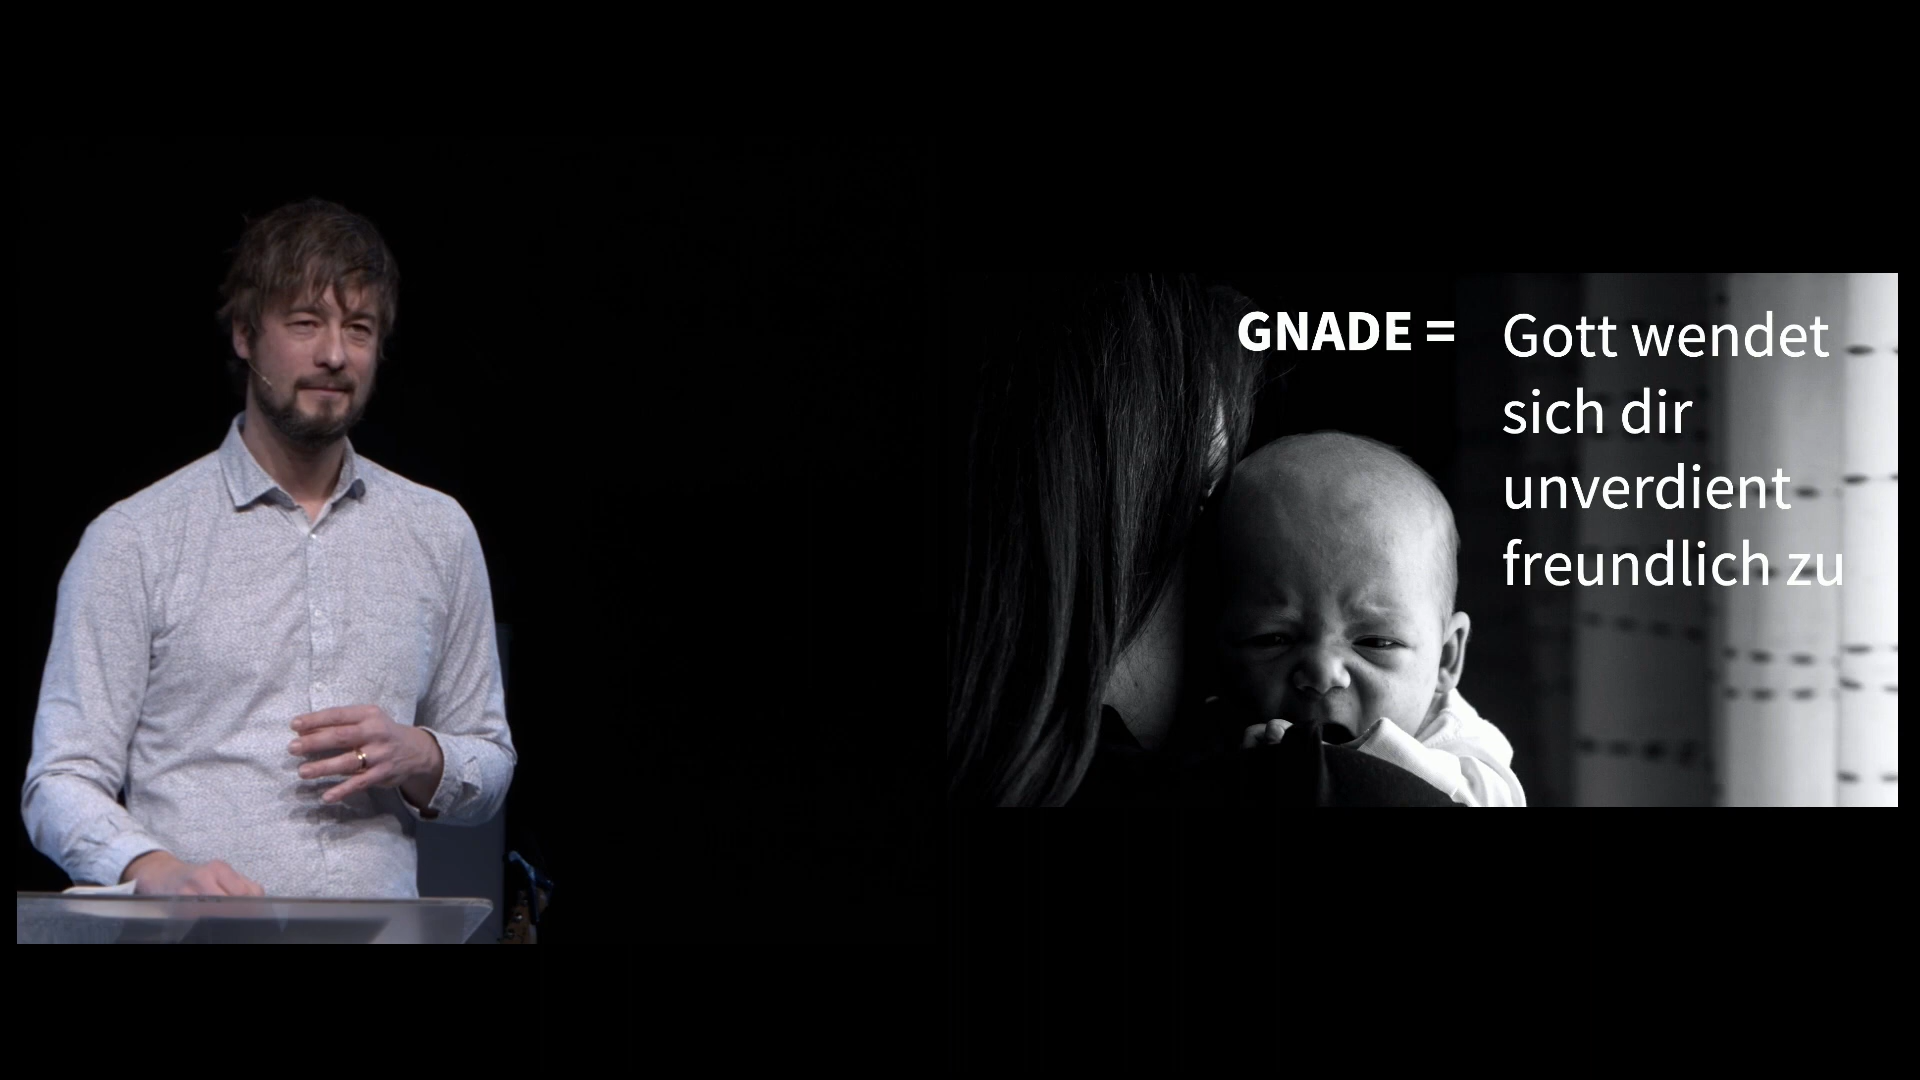 GNADE = Gott wendet
sich dir
unverdient
freundlich zu